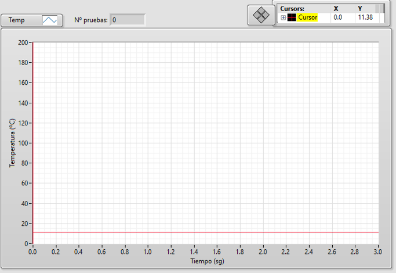 Cursors: X Y
Cursor 0.0 11.38
Temp
Nº pruebas: 0
200
180
160
140
120
100
80
60
40
20
0
Temperatura (ºC)
0.0 0.2 0.4 0.6 0.8 1.0 1.2 1.4 1.6 1.8 2.0 2.2 2.4 2.6 2.8 3.0
Tiempo (sg)